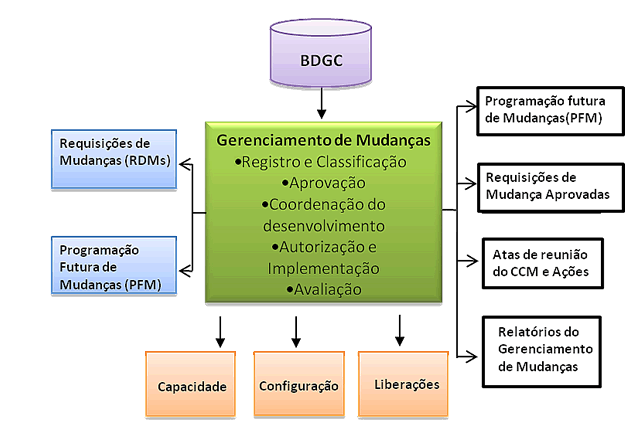 BDGC
Gerenciamento de Mudanças
•Registro e Classificação
•Aprovação
•Coordenação do
desenvolvimento
•Autorização e
Implementação
•Avaliação
Requisições de
Mudanças (RDMs)
Programação
Futura de
Mudanças (PFM)
Programação futura
de Mudanças(PFM)
Requisições de
Mudança Aprovadas
Atas de reunião
do CCM e Ações
Relatórios do
Gerenciamento
de Mudanças
Capacidade
Configuração
Liberações